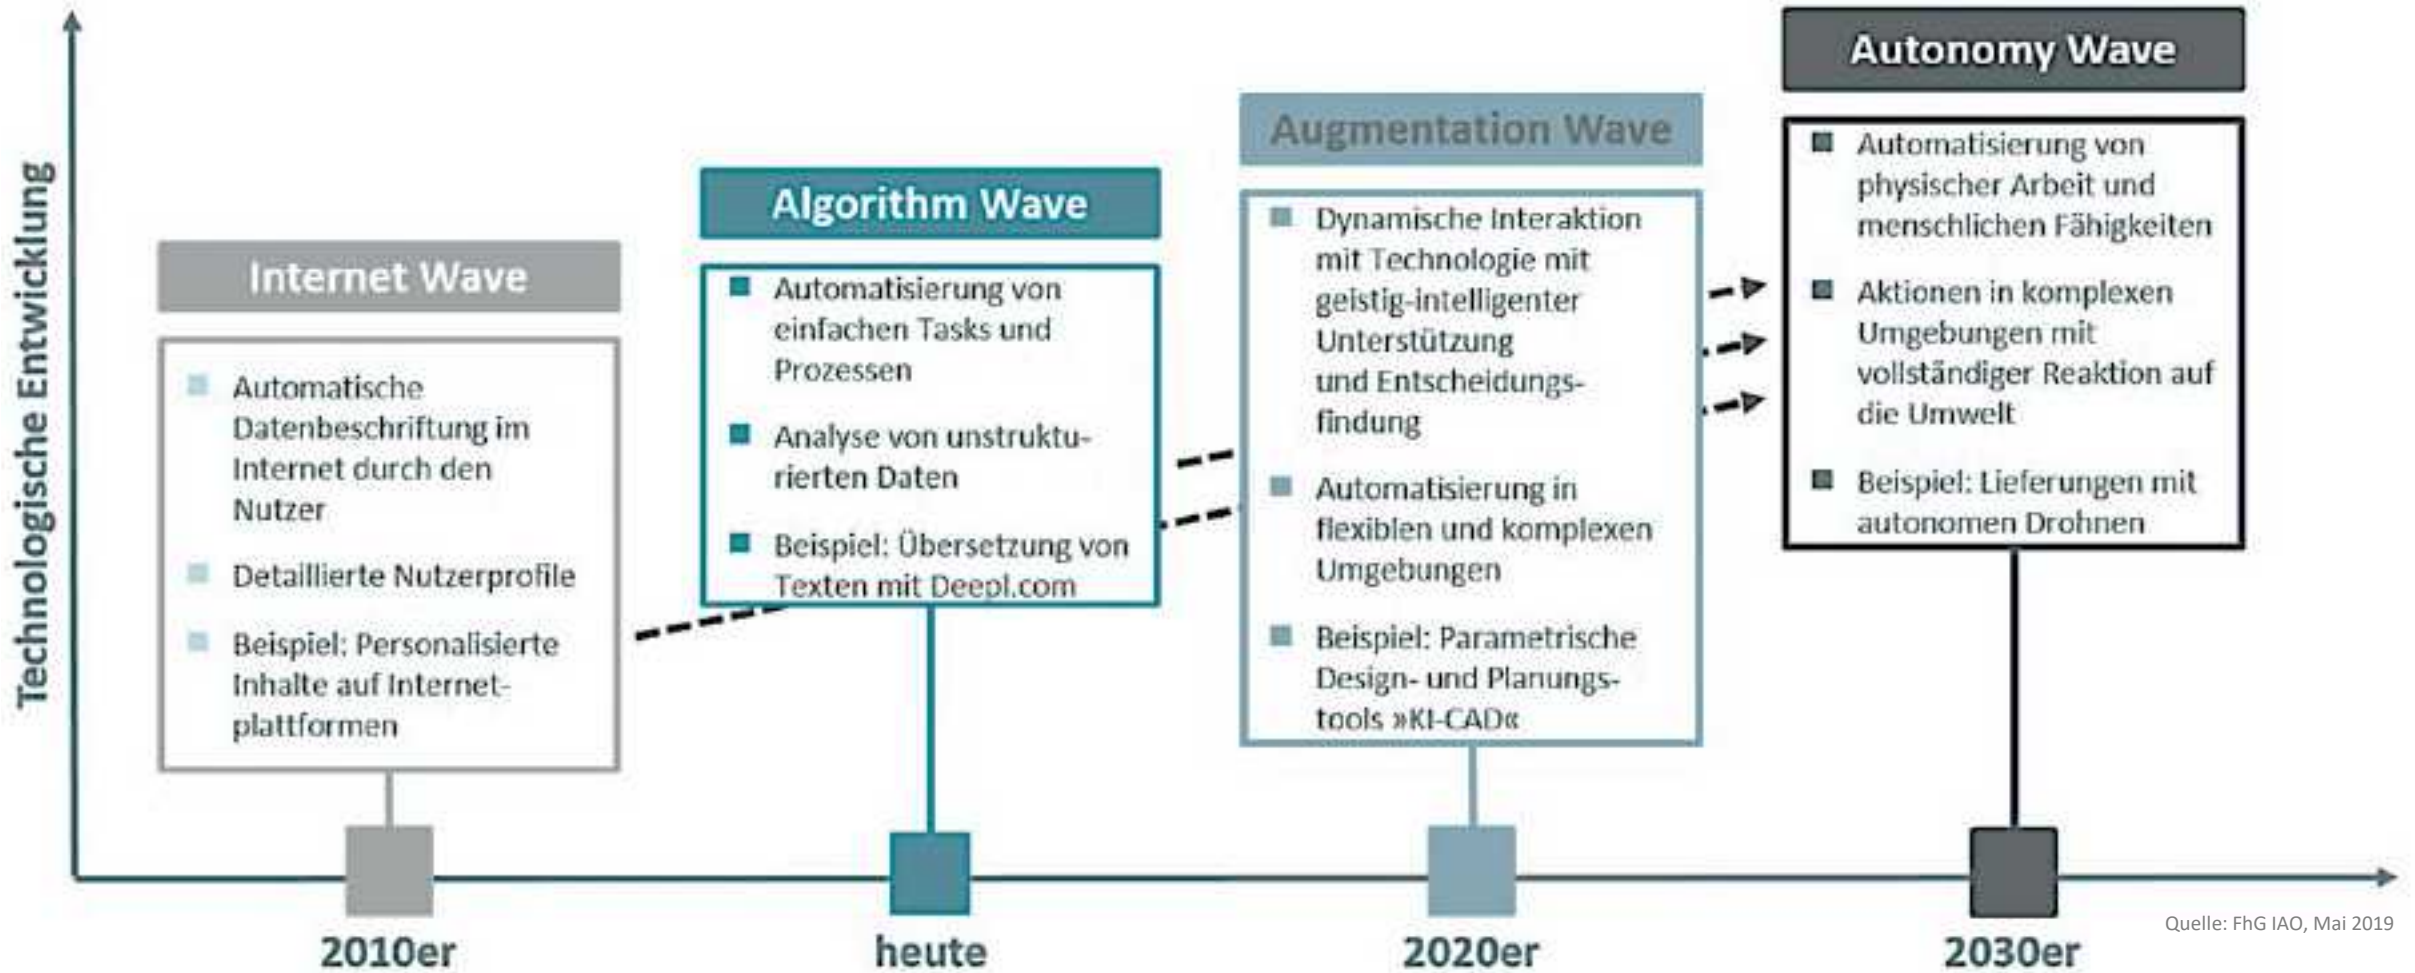 Technologische Entwicklung
Internet Wave
Automatische
Datenbeschriftung im
Internet durch den
Nutzer
Detaillierte Nutzerprofile
Beispiel: Personalisierte
Inhalte auf Internet-
plattformen
2010er
Algorithm Wave
Automatisierung von
einfachen Tasks und
Prozessen
Analyse von unstruktu-
rierten Daten
Beispiel: Übersetzung von
Texten mit Deepl.com
heute
Augmentation Wave
Dynamische Interaktion
mit Technologie mit
geistig-intelligenter
Unterstützung
und Entscheidungs-
findung
Automatisierung in
flexiblen und komplexen
Umgebungen
Beispiel: Parametrische
Design- und Planungs-
tools »KI-CAD«
2020er
Autonomy Wave
Automatisierung von
physischer Arbeit und
menschlichen Fähigkeiten
Aktionen in komplexen
Umgebungen mit
vollständiger Reaktion auf
die Umwelt
Beispiel: Lieferungen mit
autonomen Drohnen
2030er
Quelle: FhG IAO, Mai 2019